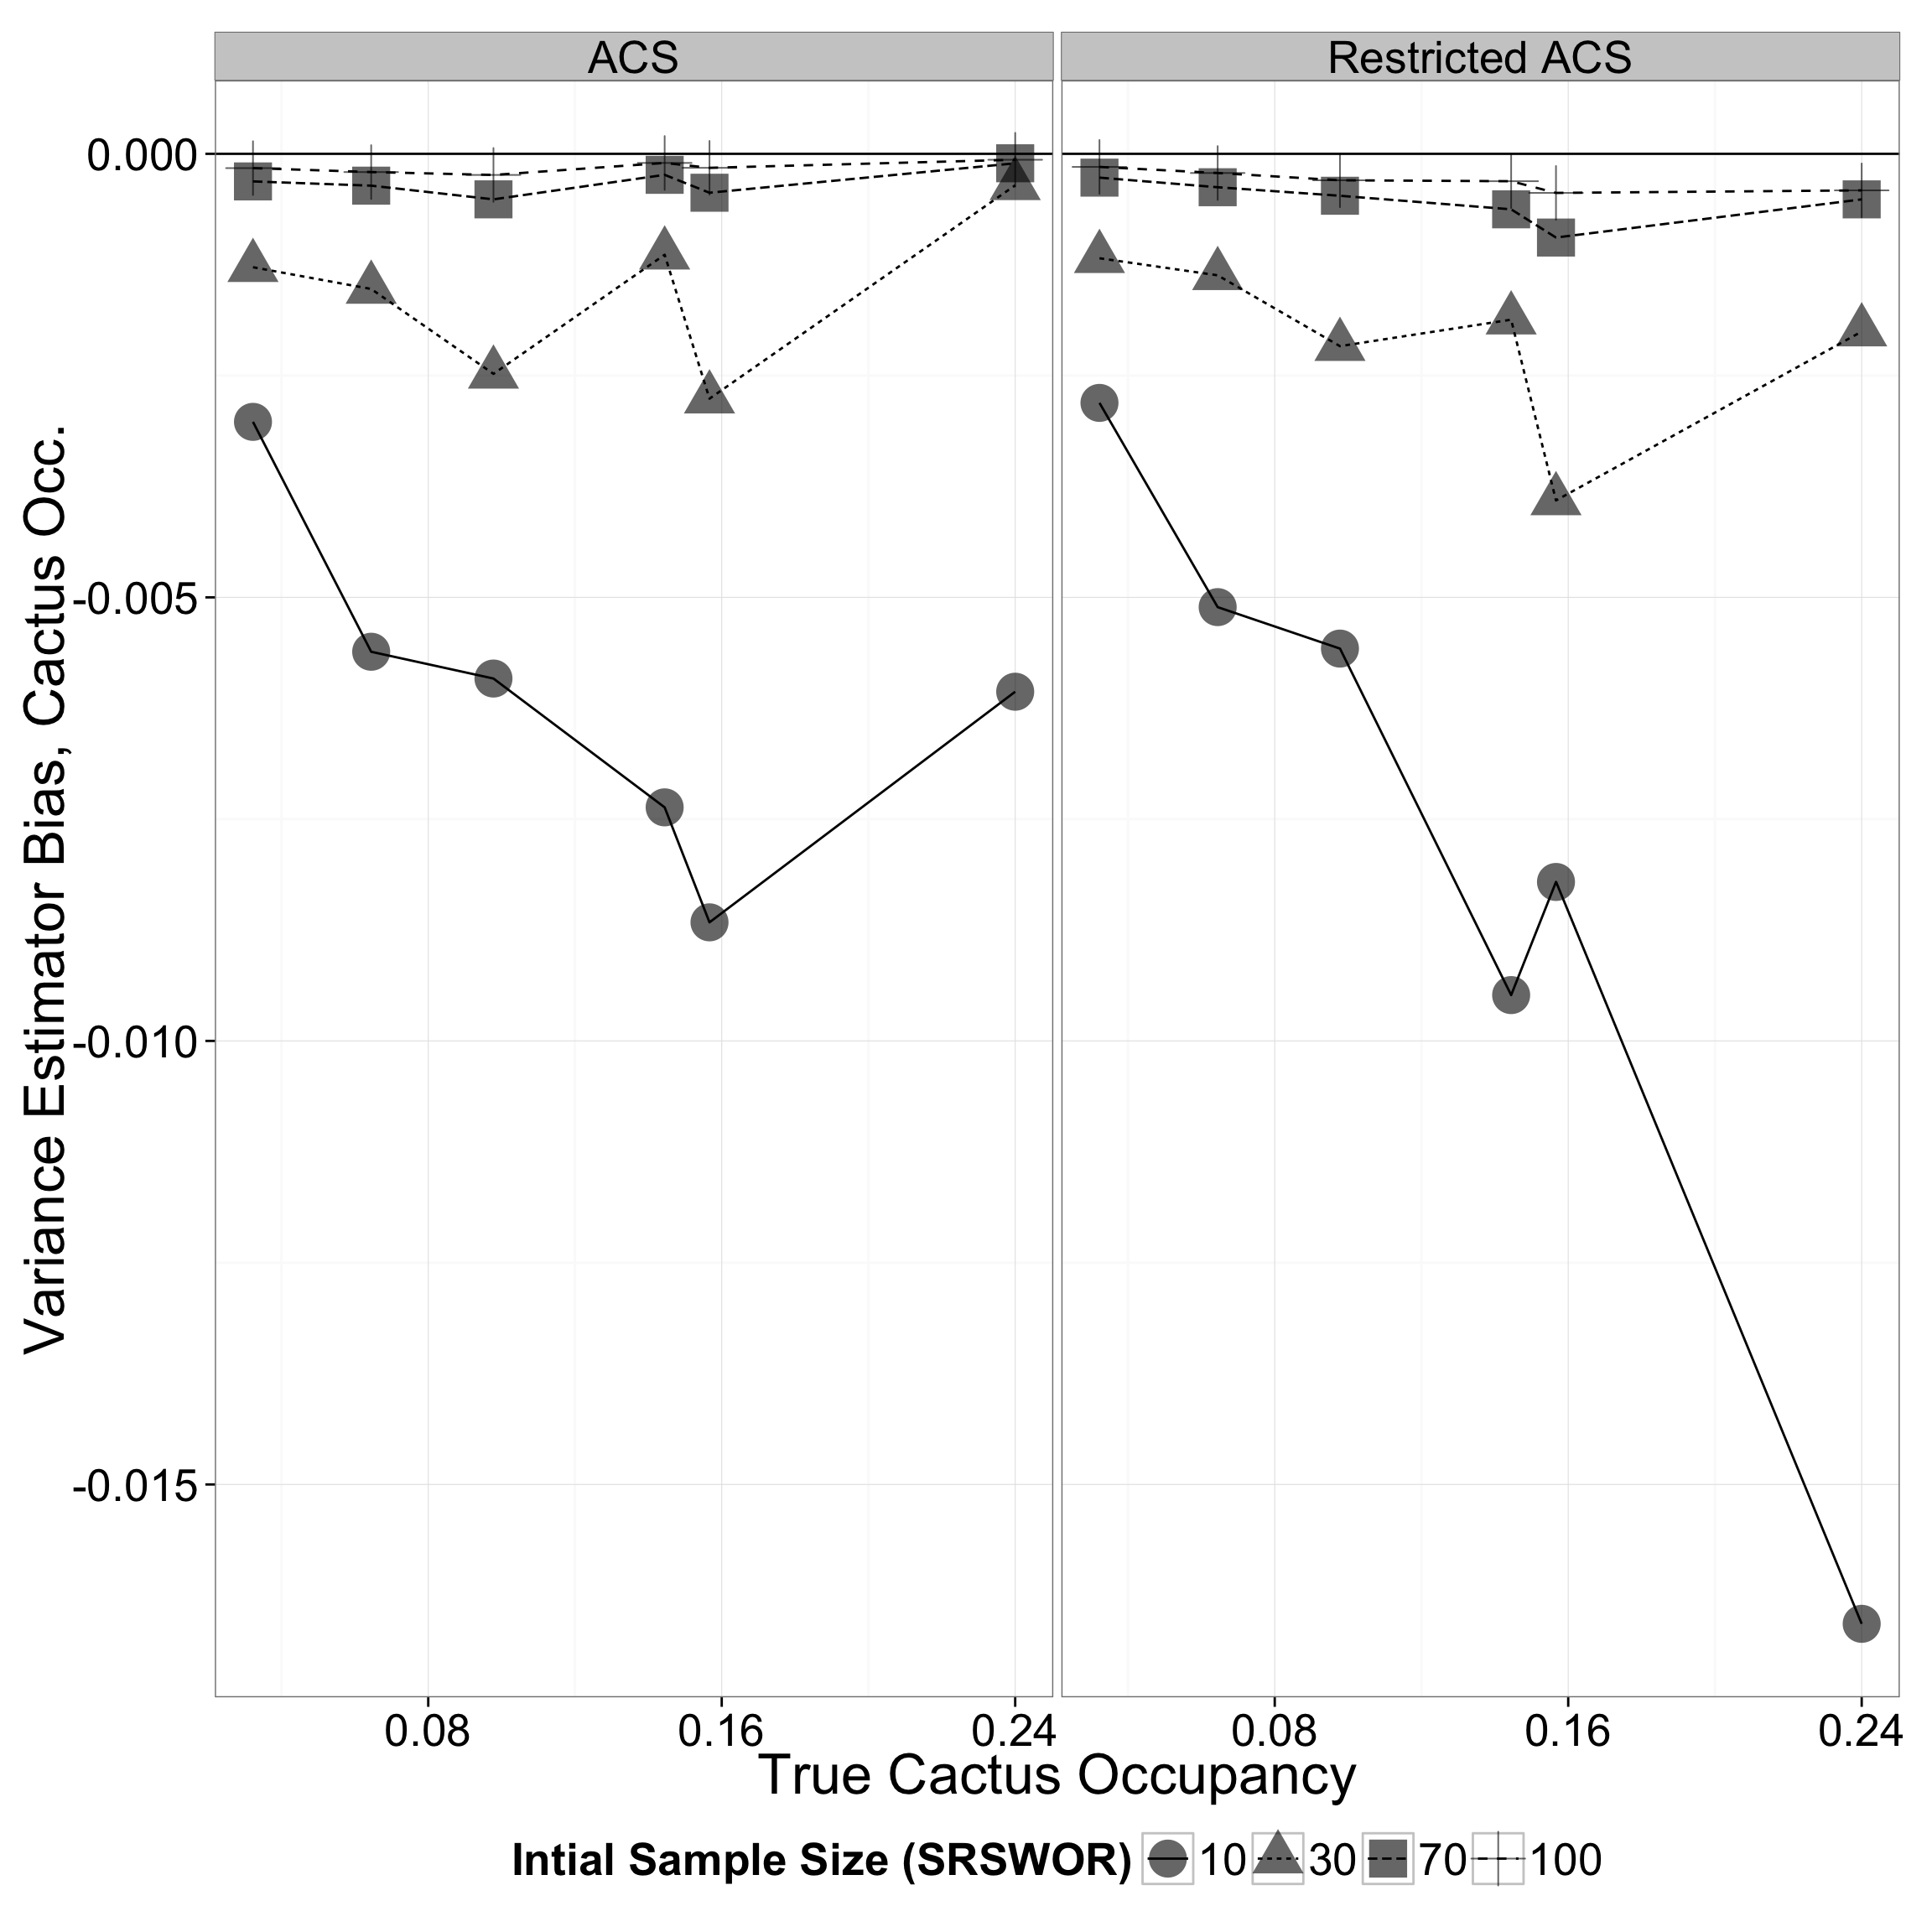 ACS
Restricted ACS
0.000
-0.005
-0.010
-0.015
Variance Estimator Bias, Cactus Occ.
0.08 0.16 0.24 0.08 0.16 0.24
True Cactus Occupancy
Intial Sample Size (SRSWOR) 10 30 70 100